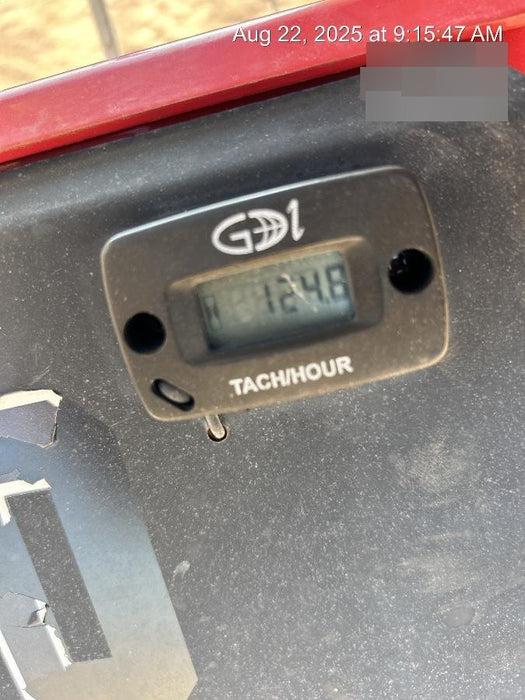 Aug 22, 2025 at 9:15:47 AM
GDI
124.8
TACH/HOUR